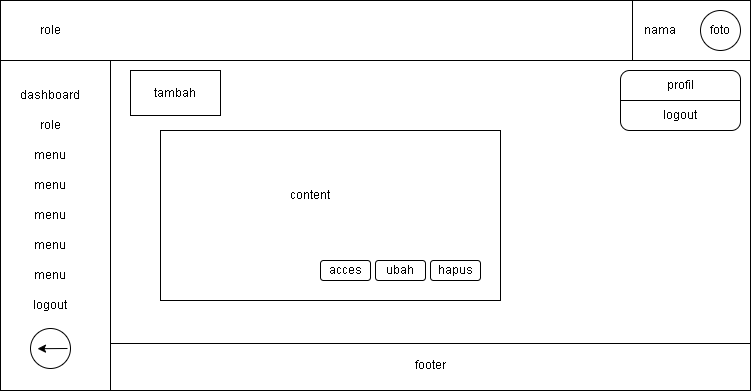 role
nama
foto
dashboard
role
menu
menu
menu
menu
menu
logout
tambah
profil
logout
content
acces
ubah
hapus
footer